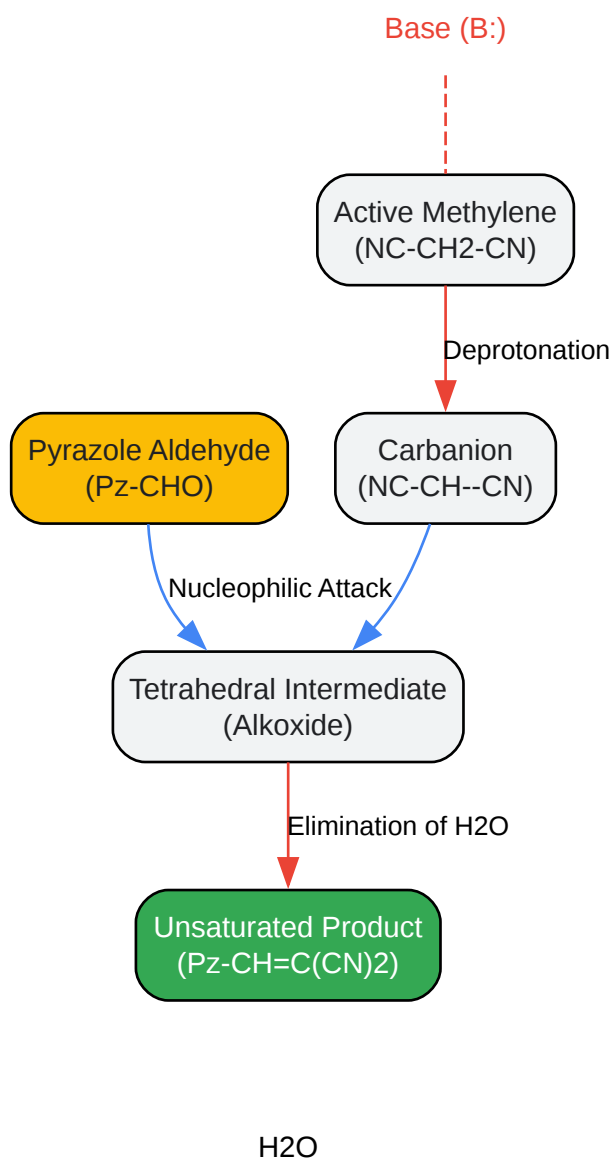 Base (B:)
Active Methylene
(NC-CH2-CN)
Deprotonation
Pyrazole Aldehyde
(Pz-CHO)
Carbanion
(NC-CH--CN)
Nucleophilic Attack
Tetrahedral Intermediate
(Alkoxide)
Elimination of H2O
Unsaturated Product
(Pz-CH=C(CN)2)
H2O